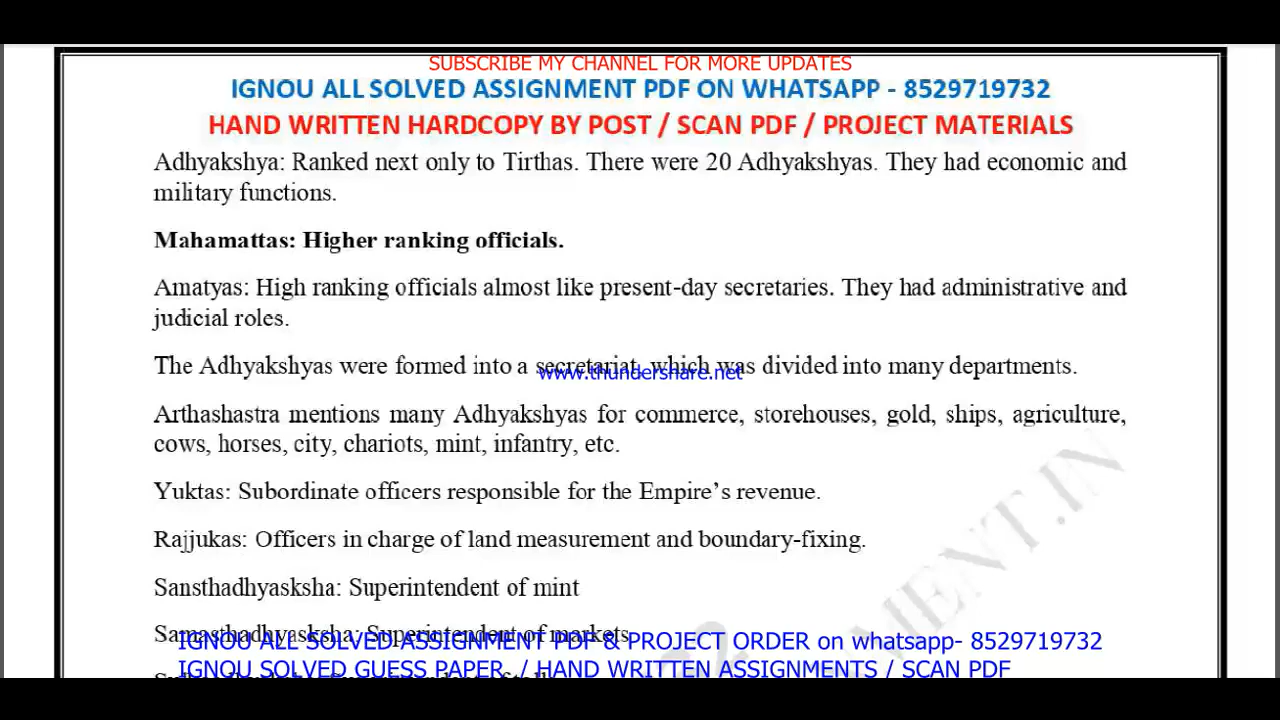 SUBSCRIBE MY CHANNEL FOR MORE UPDATES
IGNOU ALL SOLVED ASSIGNMENT PDF ON WHATSAPP - 8529719732
HAND WRITTEN HARDCOPY BY POST / SCAN PDF / PROJECT MATERIALS
Adhyakshya: Ranked next only to Tirthas. There were 20 Adhyakshyas. They had economic and
military functions.
Mahamattas: Higher ranking officials.
Amatyas: High ranking officials almost like present-day secretaries. They had administrative and
judicial roles.
The Adhyakshyas were formed into a secretariat, which was divided into many departments.
www.thundershare.net
Arthashastra mentions many Adhyakshyas for commerce, storehouses, gold, ships, agriculture,
cows, horses, city, chariots, mint, infantry, etc.
Yuktas: Subordinate officers responsible for the Empire's revenue.
Rajjukas: Officers in charge of land measurement and boundary-fixing.
Sansthadhyasksha: Superintendent of mint
Samasthadhyasksha: Superintendent of markets
IGNOU ALL SOLVED ASSIGNMENT PDF & PROJECT ORDER on whatsapp- 8529719732
IGNOU SOLVED GUESS PAPER. / HAND WRITTEN ASSIGNMENTS / SCAN PDF
MENT.IN